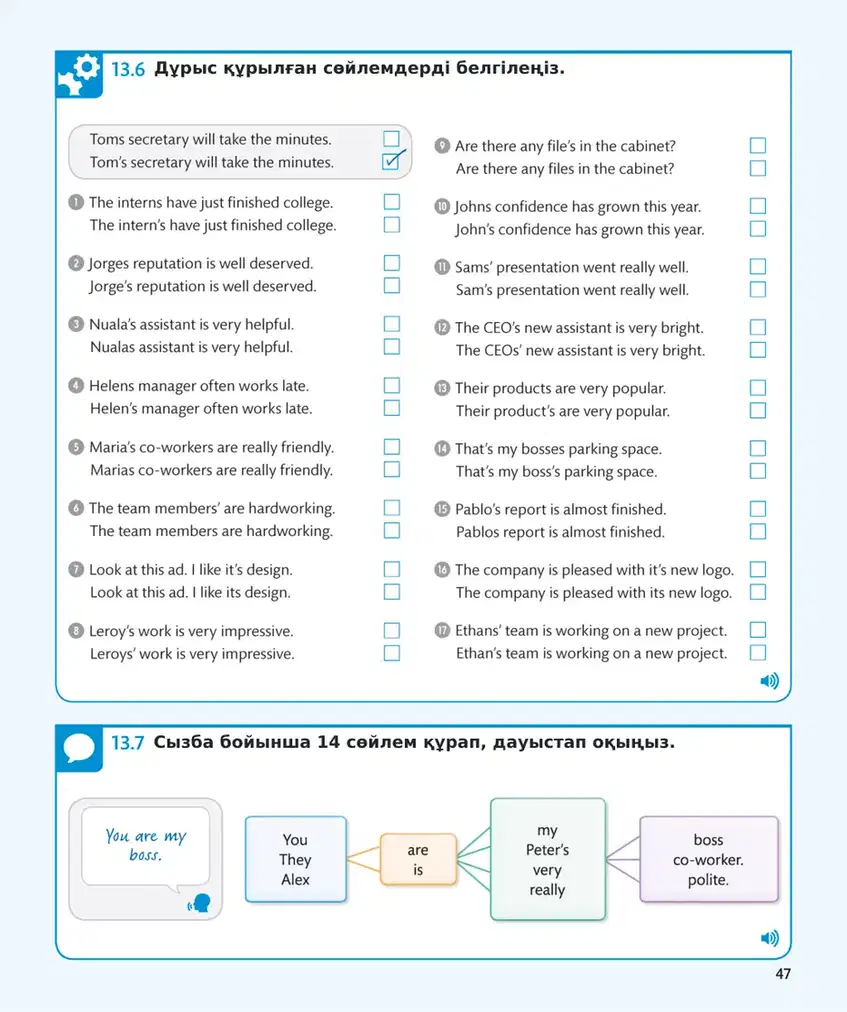 13.6 Дұрыс құрылған сөйлемдерді белгілеңіз.
Toms secretary will take the minutes.
Tom's secretary will take the minutes.
1 The interns have just finished college.
The intern's have just finished college.
2 Jorges reputation is well deserved.
Jorge's reputation is well deserved.
3 Nuala's assistant is very helpful.
Nualas assistant is very helpful.
4 Helens manager often works late.
Helen's manager often works late.
5 Maria's co-workers are really friendly.
Marias co-workers are really friendly.
6 The team members' are hardworking.
The team members are hardworking.
7 Look at this ad. I like it's design.
Look at this ad. I like its design.
8 Leroy's work is very impressive.
Leroys' work is very impressive.
9 Are there any file's in the cabinet?
Are there any files in the cabinet?
10 Johns confidence has grown this year.
John's confidence has grown this year.
11 Sams' presentation went really well.
Sam's presentation went really well.
12 The CEO's new assistant is very bright.
The CEOs' new assistant is very bright.
13 Their products are very popular.
Their product's are very popular.
14 That's my bosses parking space.
That's my boss's parking space.
15 Pablo's report is almost finished.
Pablos report is almost finished.
16 The company is pleased with it's new logo.
The company is pleased with its new logo.
17 Ethans' team is working on a new project.
Ethan's team is working on a new project.
13.7 Сызба бойынша 14 сөйлем құрап, дауыстап оқыңыз.
You are my
boss.
You
They
Alex
are
is
my
Peter's
very
really
boss
co-worker.
polite.
47